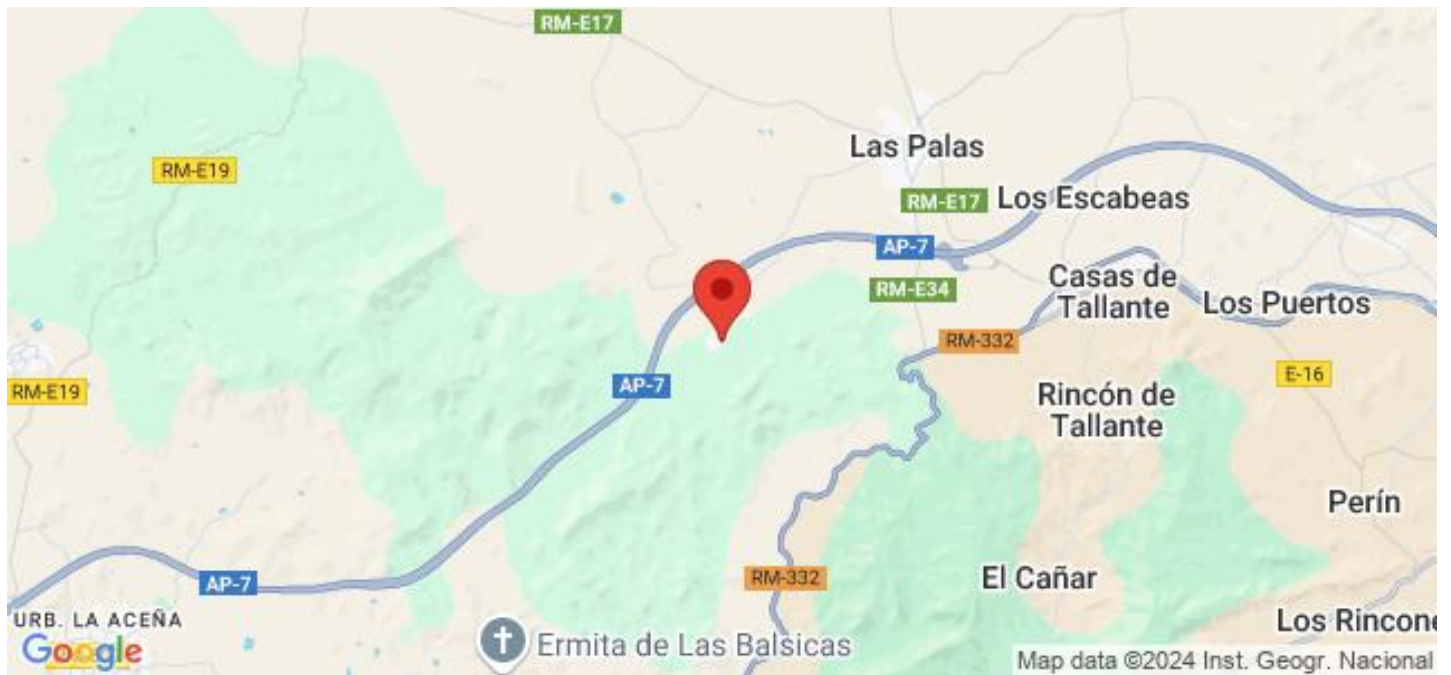 RM-E17
RM-E19
Las Palas
RM-E17
Los Escabeas
AP-7
RM-E34
Casas de
Tallante
Los Puertos
RM-332
E-16
RM-E19
AP-7
Rincón de
Tallante
Perín
AP-7
RM-332
El Cañar
URB. LA ACEÑA
Los Rincone
Google
Ermita de Las Balsicas
Map data ©2024 Inst. Geogr. Nacional